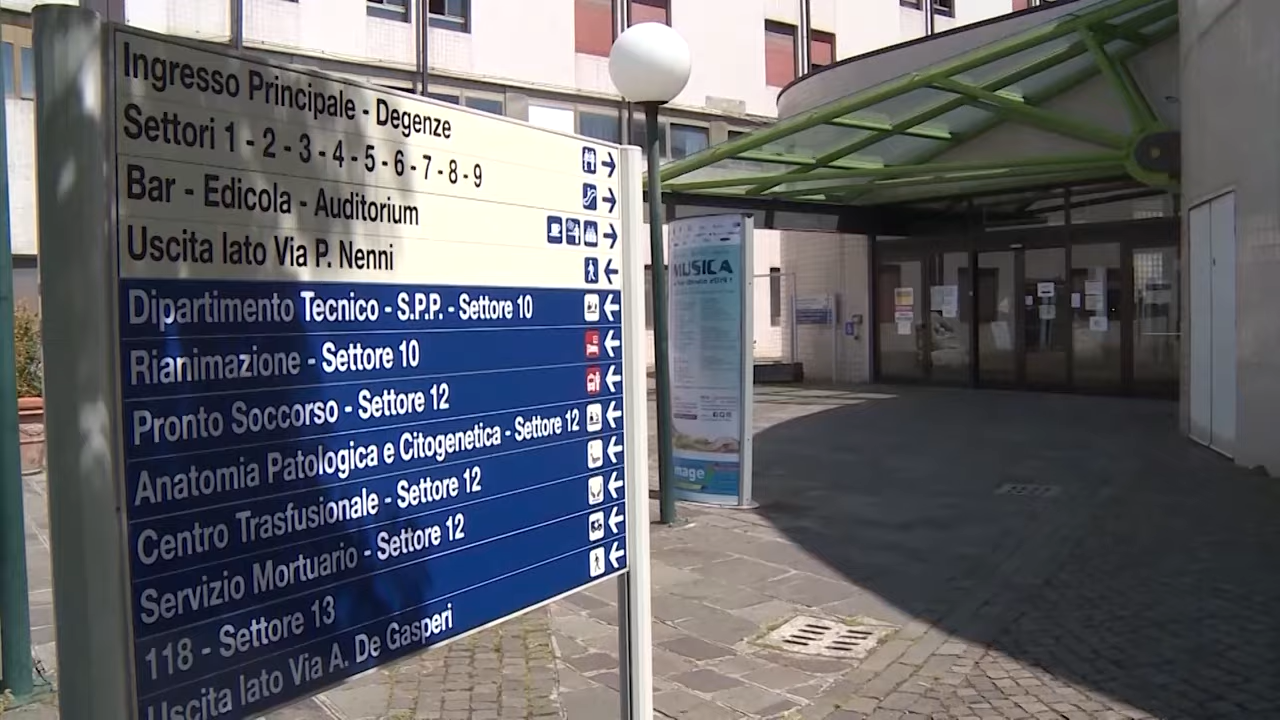 Ingresso Principale - Degenze
Settori 1 - 2 - 3 - 4 - 5 - 6 - 7 - 8 - 9
Bar - Edicola - Auditorium
Uscita lato Via P. Nenni
Dipartimento Tecnico - S.P.P. - Settore 10
Rianimazione - Settore 10
Pronto Soccorso - Settore 12
Anatomia Patologica e Citogenetica - Settore 12
Centro Trasfusionale - Settore 12
Servizio Mortuario - Settore 12
118 - Settore 13
Uscita lato Via A. De Gasperi
MUSICA
mage